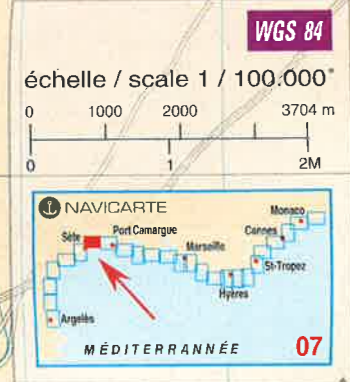 WGS 84
échelle / scale 1 / 100.000°
0 1000 2000 3704 m
0 1 2M
NAVICARTE
Monaco
Sète Port Camargue Cannes
Marseille
St-Tropez
Hyères
Argelès
MÉDITERRANNÉE 07